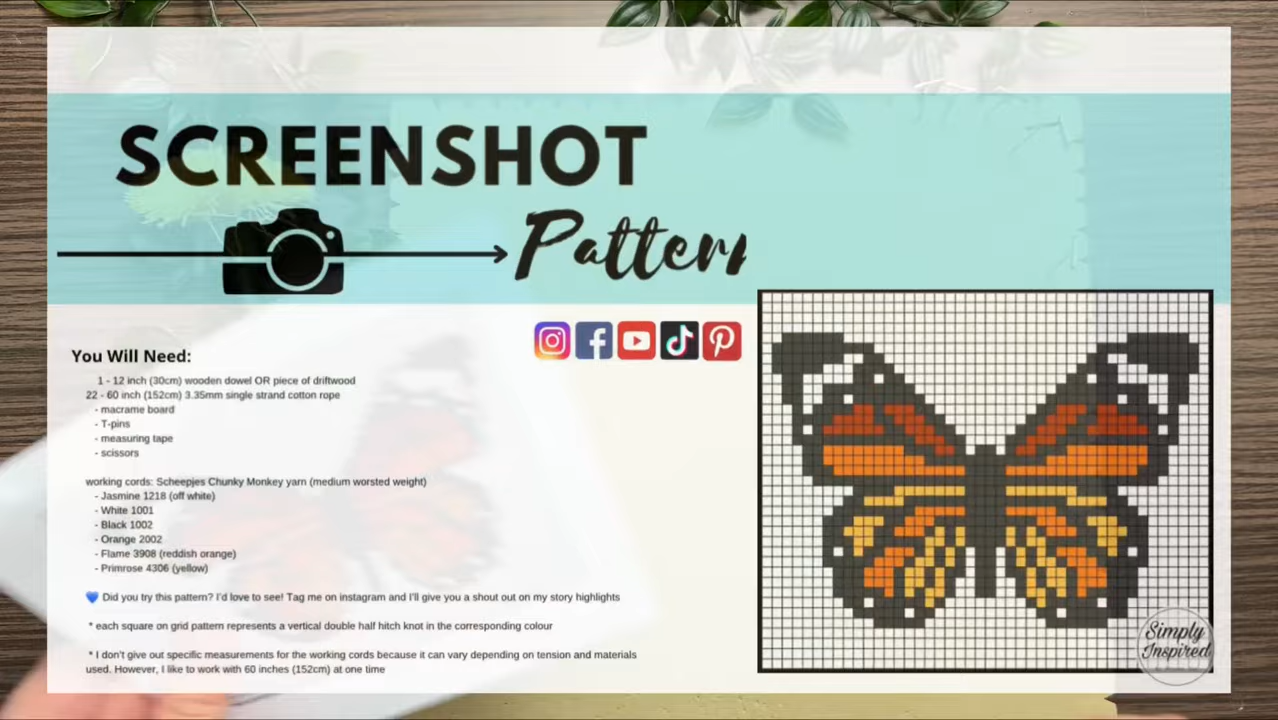 SCREENSHOT
Pattern
You Will Need:
1 - 12 inch (30cm) wooden dowel OR piece of driftwood
22 - 60 inch (152cm) 3.35mm single strand cotton rope
- macrame board
- T-pins
- measuring tape
- scissors
working cords: Scheepjes Chunky Monkey yarn (medium worsted weight)
- Jasmine 1218 (off white)
- White 1001
- Black 1002
- Orange 2002
- Flame 3908 (reddish orange)
- Primrose 4306 (yellow)
💙 Did you try this pattern? I'd love to see! Tag me on instagram and I'll give you a shout out on my story highlights
* each square on grid pattern represents a vertical double half hitch knot in the corresponding colour
* I don't give out specific measurements for the working cords because it can vary depending on tension and materials
used. However, I like to work with 60 inches (152cm) at one time
Simply
Inspired